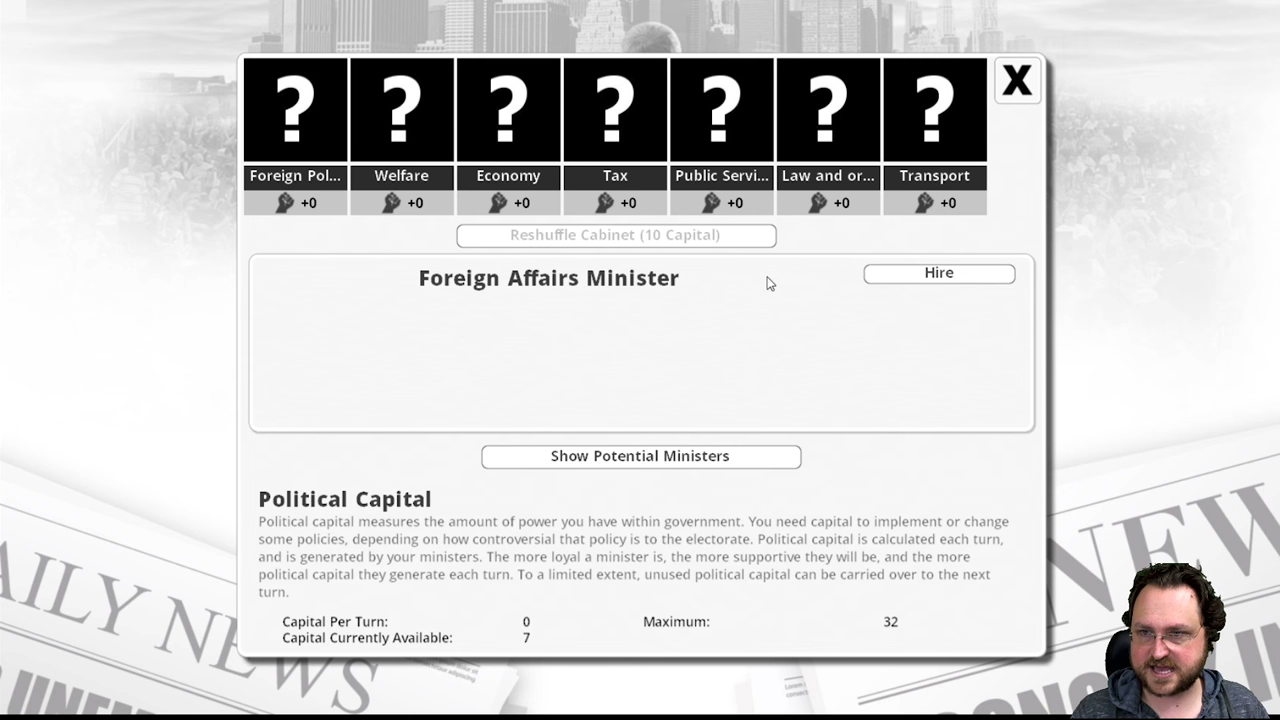 ? ? ? ? ? ? ? X
Foreign Pol... Welfare Economy Tax Public Servi... Law and or... Transport
+0 +0 +0 +0 +0 +0 +0
Reshuffle Cabinet (10 Capital)
Foreign Affairs Minister Hire
Show Potential Ministers
Political Capital
Political capital measures the amount of power you have within government. You need capital to implement or change
some policies, depending on how controversial that policy is to the electorate. Political capital is calculated each turn,
and is generated by your ministers. The more loyal a minister is, the more supportive they will be, and the more
political capital they generate each turn. To a limited extent, unused political capital can be carried over to the next
turn.
Capital Per Turn: 0 Maximum: 32
Capital Currently Available: 7
AILY NEWS
NEWS